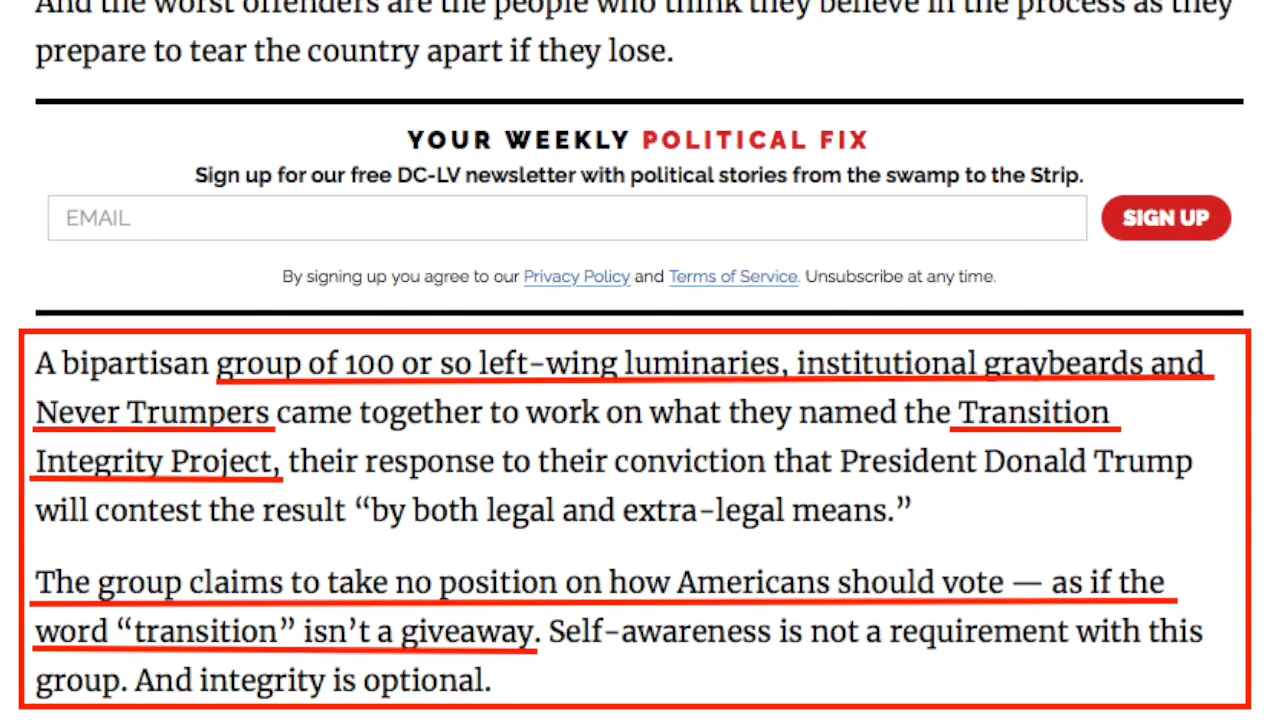 And the worst offenders are the people who think they believe in the process as they
prepare to tear the country apart if they lose.
YOUR WEEKLY POLITICAL FIX
Sign up for our free DC-LV newsletter with political stories from the swamp to the Strip.
EMAIL
SIGN UP
By signing up you agree to our Privacy Policy and Terms of Service. Unsubscribe at any time.
A bipartisan group of 100 or so left-wing luminaries, institutional graybeards and
Never Trumpers came together to work on what they named the Transition
Integrity Project, their response to their conviction that President Donald Trump
will contest the result “by both legal and extra-legal means.”
The group claims to take no position on how Americans should vote — as if the
word “transition” isn’t a giveaway. Self-awareness is not a requirement with this
group. And integrity is optional.